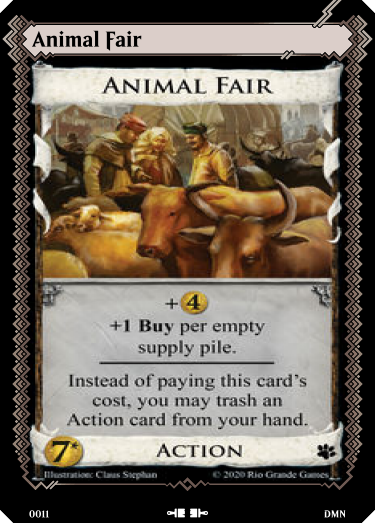 Animal Fair
ANIMAL FAIR
+4
+1 Buy per empty
supply pile.
Instead of paying this card's
cost, you may trash an
Action card from your hand.
7* ACTION
Illustration: Claus Stephan © 2020 Rio Grande Games
0011 DMN